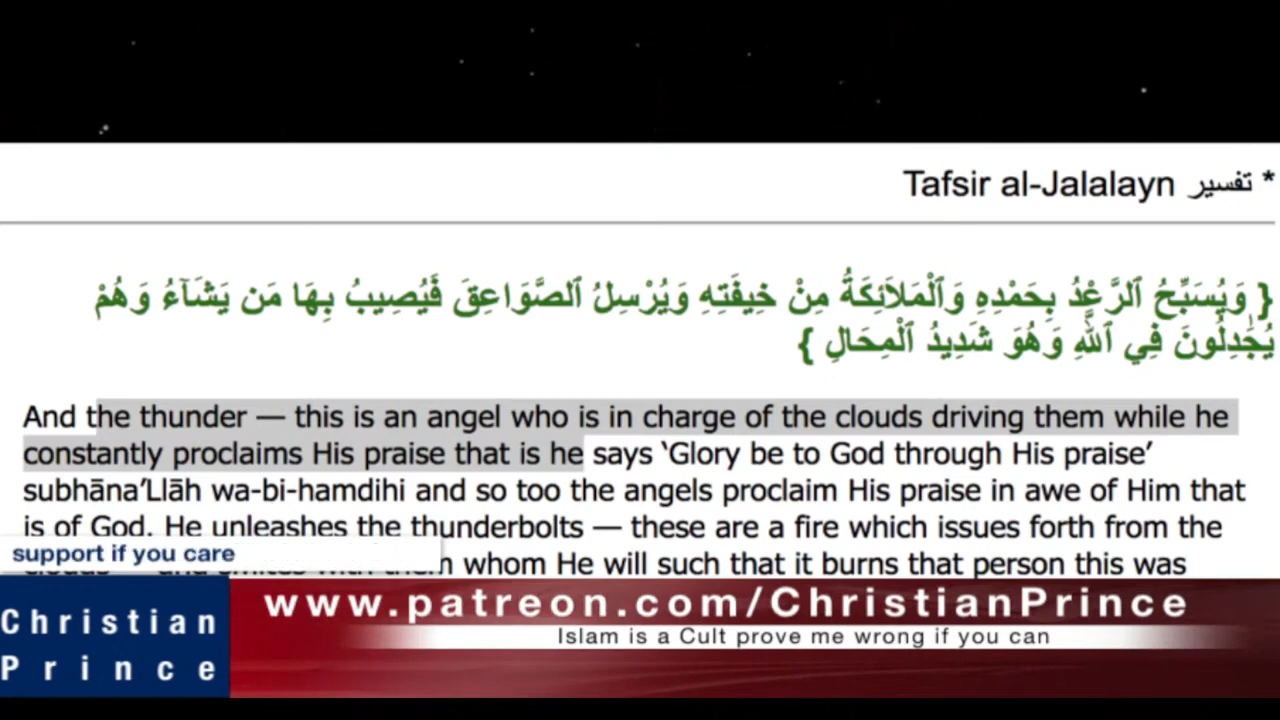 Tafsir al-Jalalayn تفسير *
{ وَيُسَبِّحُ ٱلرَّعْدُ بِحَمْدِهِ وَٱلْمَلاَئِكَةُ مِنْ خِيفَتِهِ وَيُرْسِلُ ٱلصَّوَاعِقَ فَيُصِيبُ بِهَا مَن يَشَآءُ وَهُمْ
يُجَٰدِلُونَ فِي ٱللَّهِ وَهُوَ شَدِيدُ ٱلْمِحَالِ }
And the thunder — this is an angel who is in charge of the clouds driving them while he
constantly proclaims His praise that is he says ‘Glory be to God through His praise’
subhāna’Llāh wa-bi-hamdihi and so too the angels proclaim His praise in awe of Him that
is of God. He unleashes the thunderbolts — these are a fire which issues forth from the
whom He will such that it burns that person this was
support if you care
Christian
Prince
www.patreon.com/ChristianPrince
Islam is a Cult prove me wrong if you can